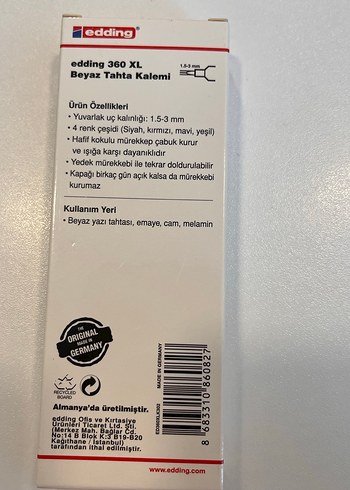 edding
edding 360 XL
Beyaz Tahta Kalemi
1.5-3 mm
Ürün Özellikleri
• Yuvarlak uç kalınlığı: 1.5-3 mm
• 4 renk çeşidi (Siyah, kırmızı, mavi, yeşil)
• Hafif kokulu mürekkep çabuk kurur
ve ışığa karşı dayanıklıdır
• Yedek mürekkebi ile tekrar doldurulabilir
• Kapağı birkaç gün açık kalsa da mürekkebi
kurumaz
Kullanım Yeri
• Beyaz yazı tahtası, emaye, cam, melamin
THE
ORIGINAL
MADE IN
GERMANY
RECYCLED
BOARD
MADE IN GERMANY
8683310860827
Almanya'da üretilmiştir.
edding Ofis ve Kırtasiye
Ürünleri Ticaret Ltd. Şti.
(Merkez Mah. Bağlar Cd.
No:14 B Blok K:3 B19-B20
Kağıthane / İstanbul)
tarafından ithal edilmiştir.
www.edding.com